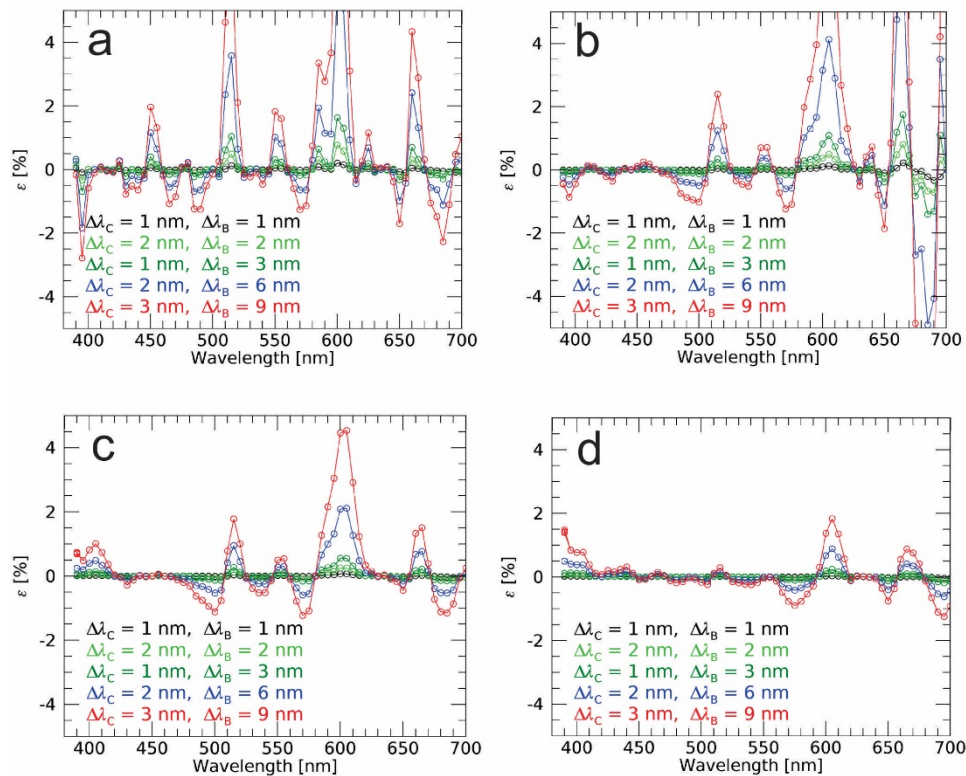 a
4
2
0
-2
-4
ε [%]
Δλ_C = 1 nm, Δλ_B = 1 nm
Δλ_C = 2 nm, Δλ_B = 2 nm
Δλ_C = 1 nm, Δλ_B = 3 nm
Δλ_C = 2 nm, Δλ_B = 6 nm
Δλ_C = 3 nm, Δλ_B = 9 nm
400 450 500 550 600 650 700
Wavelength [nm]
b
4
2
0
-2
-4
ε [%]
Δλ_C = 1 nm, Δλ_B = 1 nm
Δλ_C = 2 nm, Δλ_B = 2 nm
Δλ_C = 1 nm, Δλ_B = 3 nm
Δλ_C = 2 nm, Δλ_B = 6 nm
Δλ_C = 3 nm, Δλ_B = 9 nm
400 450 500 550 600 650 700
Wavelength [nm]
c
4
2
0
-2
-4
ε [%]
Δλ_C = 1 nm, Δλ_B = 1 nm
Δλ_C = 2 nm, Δλ_B = 2 nm
Δλ_C = 1 nm, Δλ_B = 3 nm
Δλ_C = 2 nm, Δλ_B = 6 nm
Δλ_C = 3 nm, Δλ_B = 9 nm
400 450 500 550 600 650 700
Wavelength [nm]
d
4
2
0
-2
-4
ε [%]
Δλ_C = 1 nm, Δλ_B = 1 nm
Δλ_C = 2 nm, Δλ_B = 2 nm
Δλ_C = 1 nm, Δλ_B = 3 nm
Δλ_C = 2 nm, Δλ_B = 6 nm
Δλ_C = 3 nm, Δλ_B = 9 nm
400 450 500 550 600 650 700
Wavelength [nm]